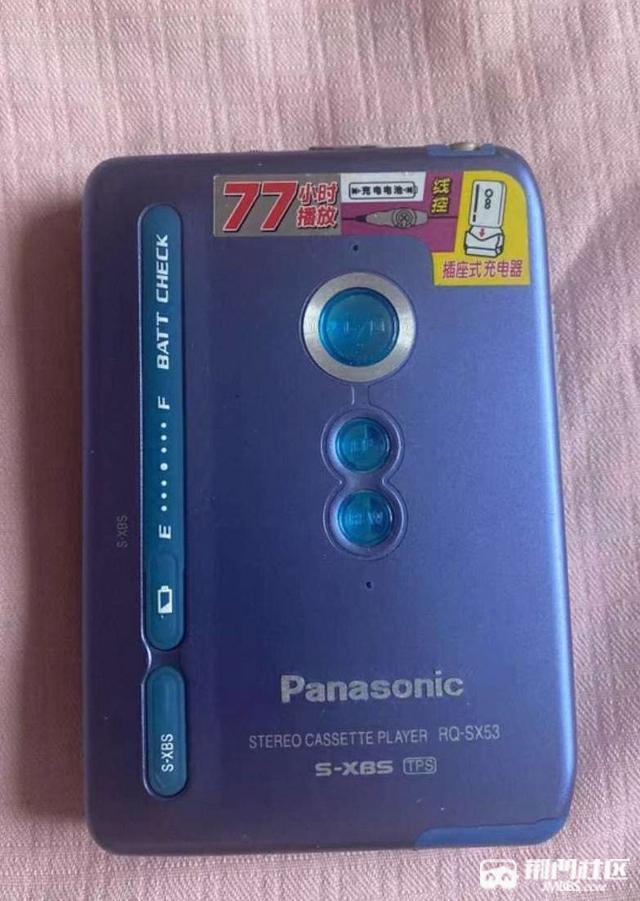 77小时
播放
充电电池
线控
插座式充电器
BATT CHECK
E F
S-XBS
S-XBS
Panasonic
STEREO CASSETTE PLAYER RQ-SX53
S-XBS TPS
荆门社区
JMBBS.COM